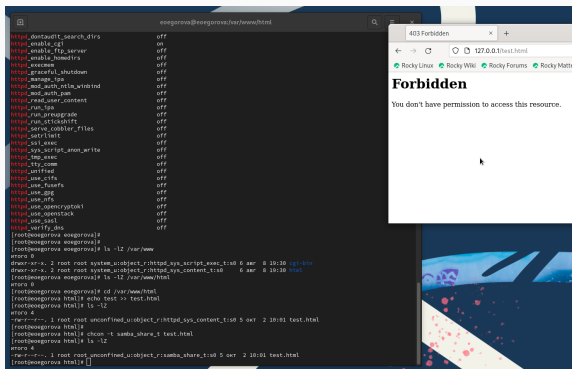 eoegorova@eoegorova:/var/www/html
httpd_dontaudit_search_dirs off
httpd_enable_cgi on
httpd_enable_ftp_server off
httpd_enable_homedirs off
httpd_execmem off
httpd_graceful_shutdown off
httpd_manage_ipa off
httpd_mod_auth_ntlm_winbind off
httpd_mod_auth_pam off
httpd_read_user_content off
httpd_run_ipa off
httpd_run_preupgrade off
httpd_run_stickshift off
httpd_serve_cobbler_files off
httpd_setrlimit off
httpd_ssi_exec off
httpd_sys_script_anon_write off
httpd_tmp_exec off
httpd_tty_comm off
httpd_unified off
httpd_use_cifs off
httpd_use_fusefs off
httpd_use_gpg off
httpd_use_nfs off
httpd_use_opencryptoki off
httpd_use_openstack off
httpd_use_sasl off
httpd_verify_dns off
[root@eoegorova eoegorova]#
[root@eoegorova eoegorova]#
[root@eoegorova eoegorova]# ls -lZ /var/www
итого 0
drwxr-xr-x. 2 root root system_u:object_r:httpd_sys_script_exec_t:s0 6 авг 8 19:30 cgi-bin
drwxr-xr-x. 2 root root system_u:object_r:httpd_sys_content_t:s0 6 авг 8 19:30 html
[root@eoegorova eoegorova]# ls -lZ /var/www/html
итого 0
[root@eoegorova eoegorova]# cd /var/www/html
[root@eoegorova html]# echo test >> test.html
[root@eoegorova html]# ls -lZ
итого 4
-rw-r--r--. 1 root root unconfined_u:object_r:httpd_sys_content_t:s0 5 окт 2 10:01 test.html
[root@eoegorova html]#
[root@eoegorova html]# chcon -t samba_share_t test.html
[root@eoegorova html]# ls -lZ
итого 4
-rw-r--r--. 1 root root unconfined_u:object_r:samba_share_t:s0 5 окт 2 10:01 test.html
[root@eoegorova html]#
403 Forbidden
127.0.0.1/test.html
Rocky Linux Rocky Wiki Rocky Forums Rocky Matte
Forbidden
You don't have permission to access this resource.